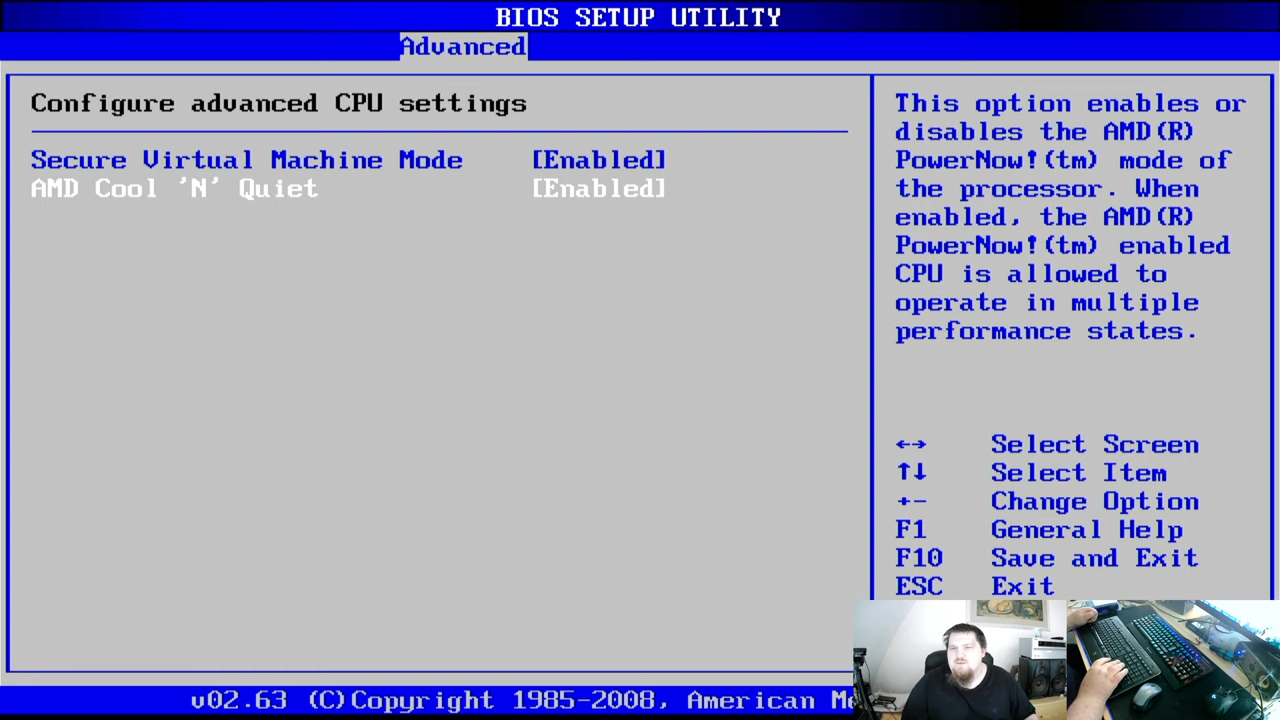 BIOS SETUP UTILITY
Advanced
Configure advanced CPU settings
Secure Virtual Machine Mode [Enabled]
AMD Cool 'N' Quiet [Enabled]
This option enables or
disables the AMD(R)
PowerNow!(tm) mode of
the processor. When
enabled, the AMD(R)
PowerNow!(tm) enabled
CPU is allowed to
operate in multiple
performance states.
↔ Select Screen
↑↓ Select Item
+- Change Option
F1 General Help
F10 Save and Exit
ESC Exit
v02.63 (C)Copyright 1985-2008, American